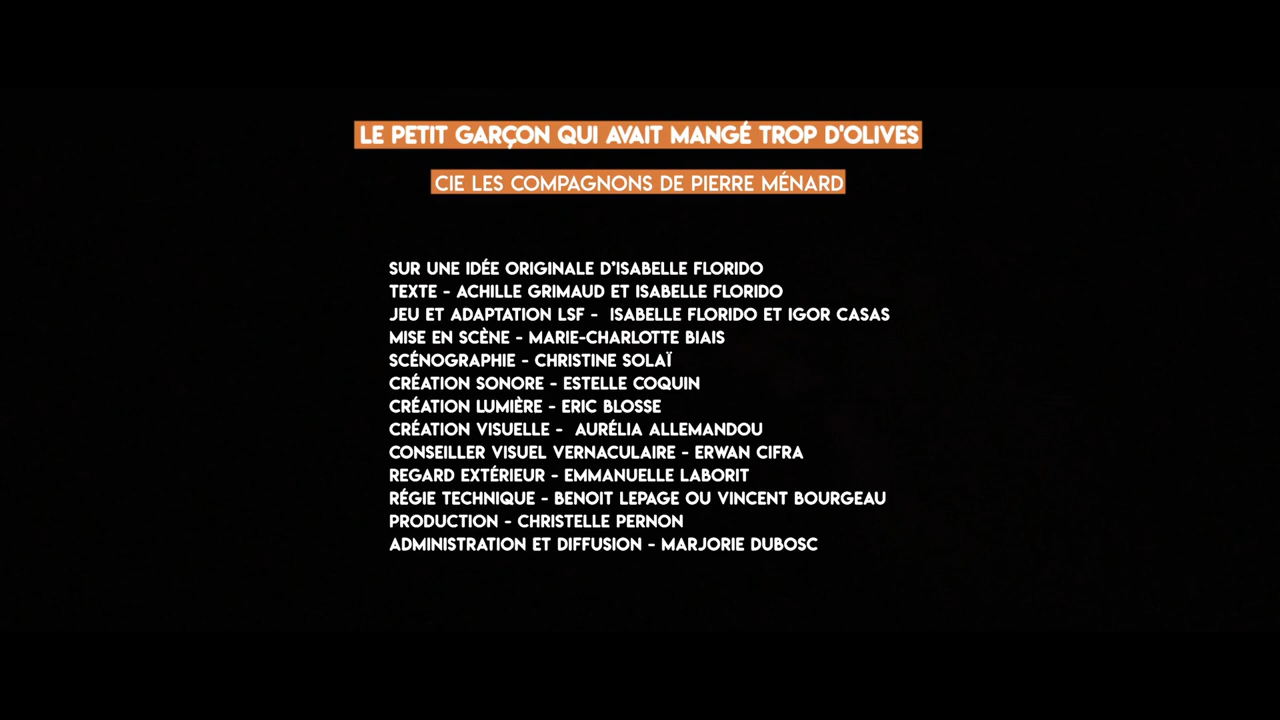 LE PETIT GARÇON QUI AVAIT MANGÉ TROP D'OLIVES
CIE LES COMPAGNONS DE PIERRE MÉNARD
SUR UNE IDÉE ORIGINALE D'ISABELLE FLORIDO
TEXTE - ACHILLE GRIMAUD ET ISABELLE FLORIDO
JEU ET ADAPTATION LSF - ISABELLE FLORIDO ET IGOR CASAS
MISE EN SCÈNE - MARIE-CHARLOTTE BIAIS
SCÉNOGRAPHIE - CHRISTINE SOLAÏ
CRÉATION SONORE - ESTELLE COQUIN
CRÉATION LUMIÈRE - ERIC BLOSSE
CRÉATION VISUELLE - AURÉLIA ALLEMANDOU
CONSEILLER VISUEL VERNACULAIRE - ERWAN CIFRA
REGARD EXTÉRIEUR - EMMANUELLE LABORIT
RÉGIE TECHNIQUE - BENOIT LEPAGE OU VINCENT BOURGEAU
PRODUCTION - CHRISTELLE PERNON
ADMINISTRATION ET DIFFUSION - MARJORIE DUBOSC